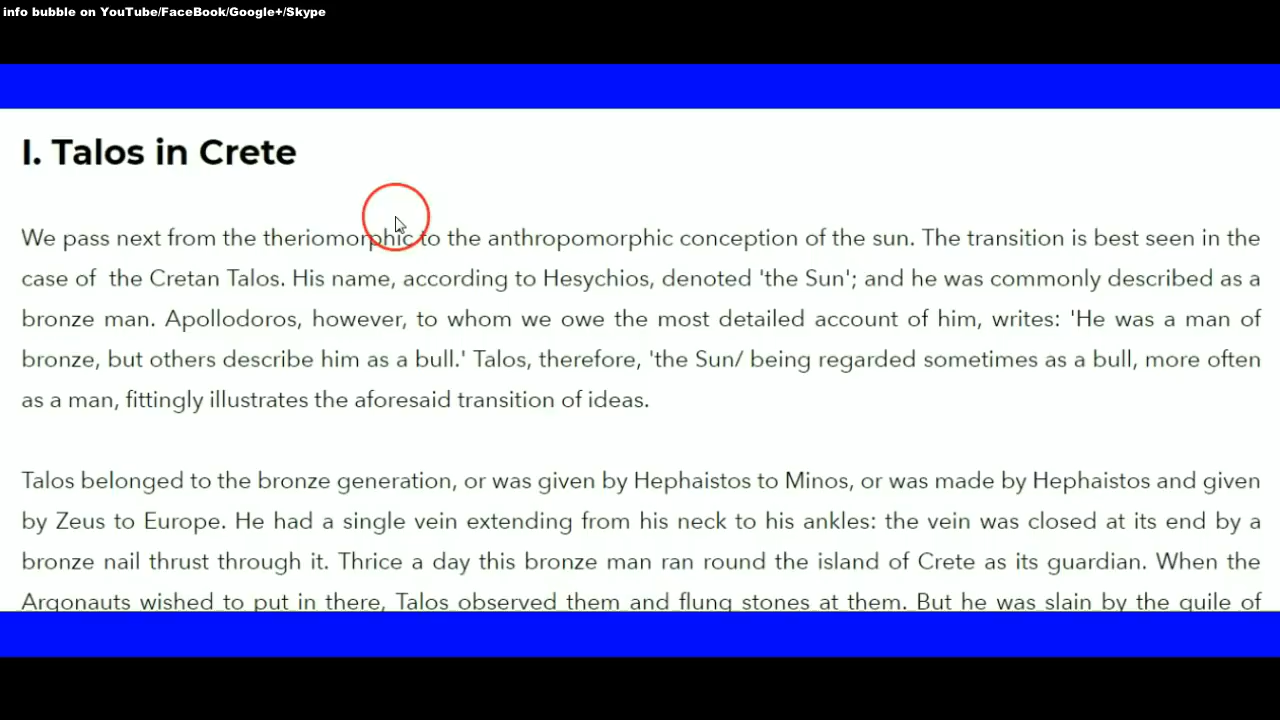 info bubble on YouTube/FaceBook/Google+/Skype
I. Talos in Crete
We pass next from the theriomorphic to the anthropomorphic conception of the sun. The transition is best seen in the
case of the Cretan Talos. His name, according to Hesychios, denoted 'the Sun'; and he was commonly described as a
bronze man. Apollodoros, however, to whom we owe the most detailed account of him, writes: 'He was a man of
bronze, but others describe him as a bull.' Talos, therefore, 'the Sun/ being regarded sometimes as a bull, more often
as a man, fittingly illustrates the aforesaid transition of ideas.
Talos belonged to the bronze generation, or was given by Hephaistos to Minos, or was made by Hephaistos and given
by Zeus to Europe. He had a single vein extending from his neck to his ankles: the vein was closed at its end by a
bronze nail thrust through it. Thrice a day this bronze man ran round the island of Crete as its guardian. When the
Argonauts wished to put in there, Talos observed them and flung stones at them. But he was slain by the guile of